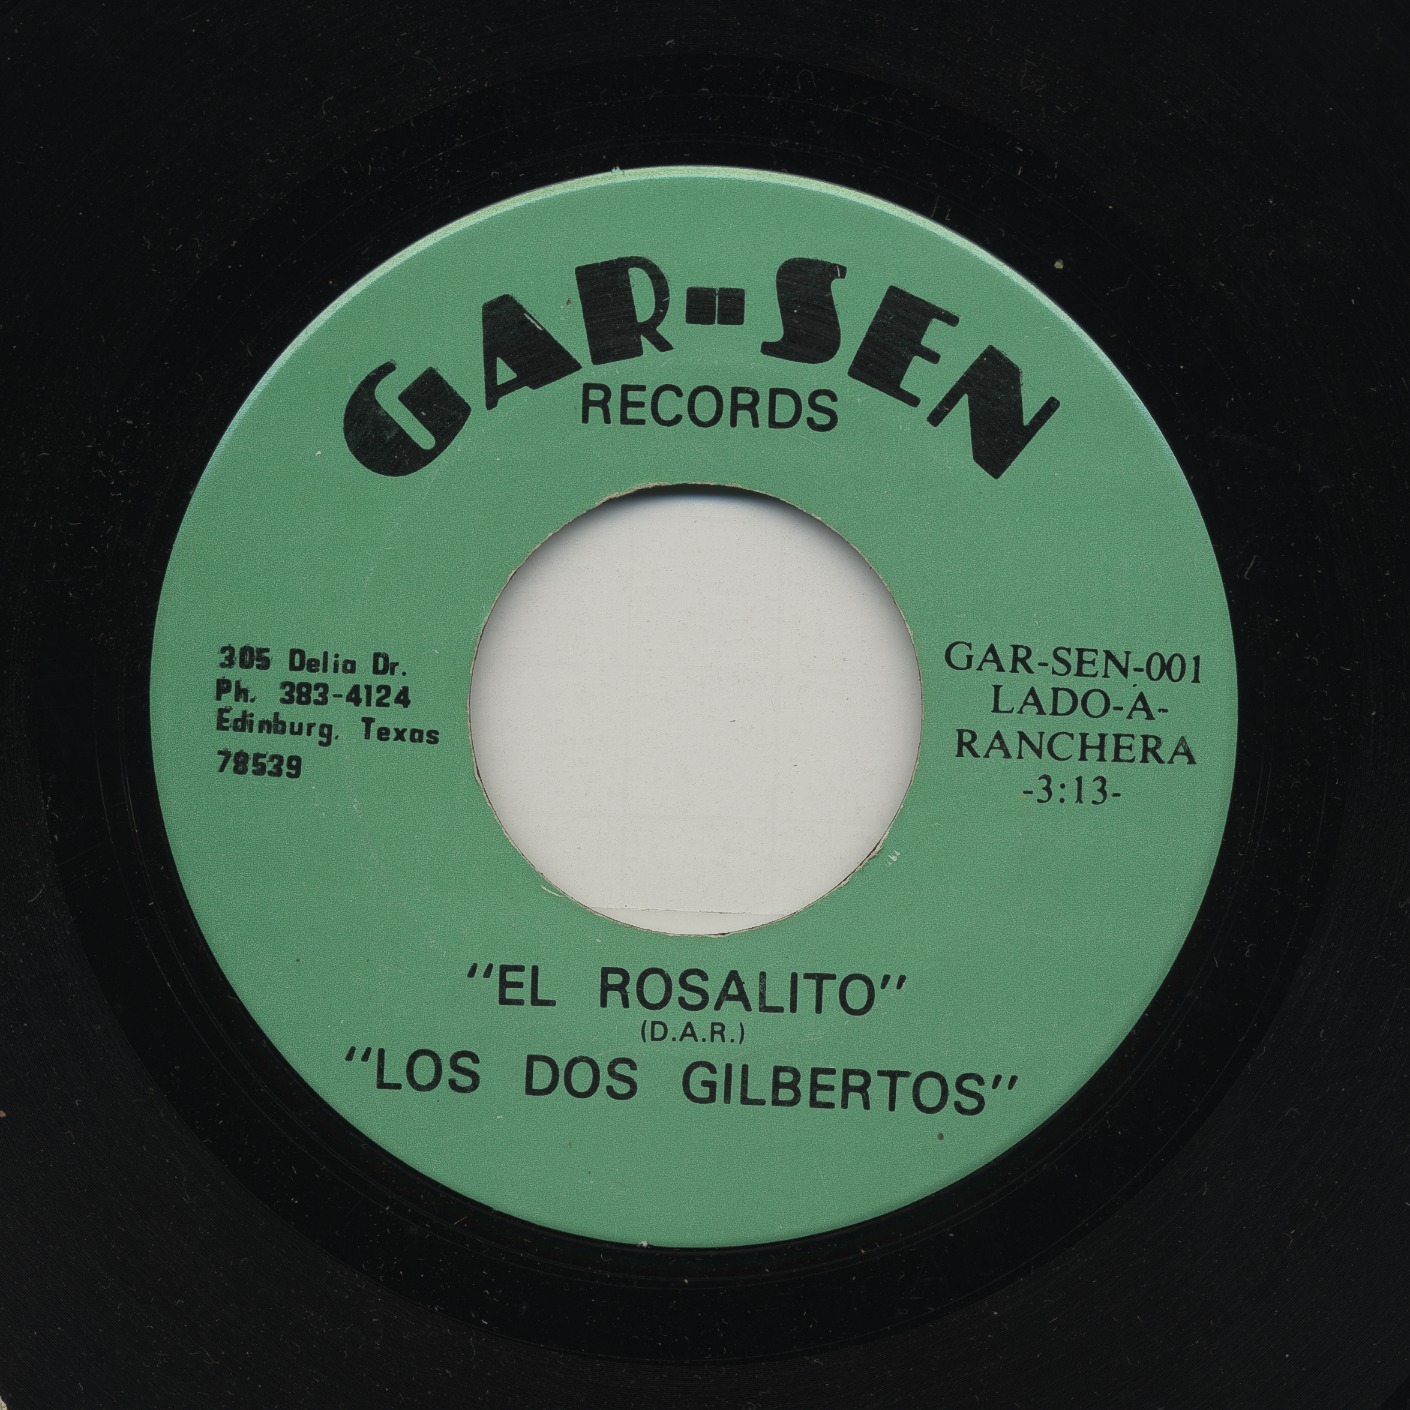 GAR-SEN
RECORDS
305 Delia Dr.
Ph. 383-4124
Edinburg, Texas
78539
GAR-SEN-001
LADO-A-
RANCHERA
-3:13-
"EL ROSALITO"
(D.A.R.)
"LOS DOS GILBERTOS"